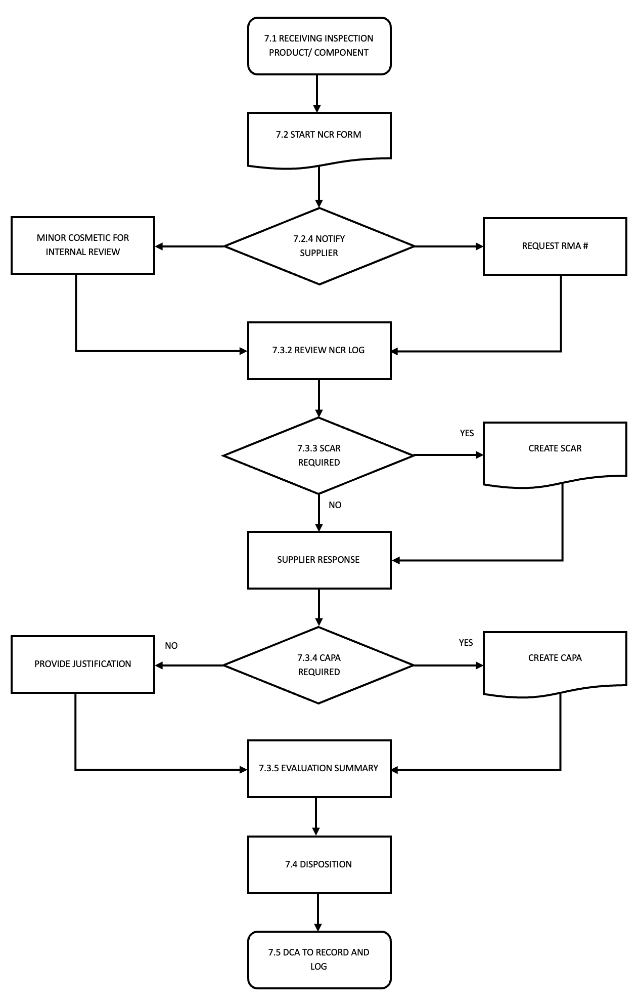 7.1 RECEIVING INSPECTION
PRODUCT/ COMPONENT
7.2 START NCR FORM
MINOR COSMETIC FOR
INTERNAL REVIEW
7.2.4 NOTIFY
SUPPLIER
REQUEST RMA #
7.3.2 REVIEW NCR LOG
7.3.3 SCAR
REQUIRED
YES
CREATE SCAR
NO
SUPPLIER RESPONSE
PROVIDE JUSTIFICATION
NO
7.3.4 CAPA
REQUIRED
YES
CREATE CAPA
7.3.5 EVALUATION SUMMARY
7.4 DISPOSITION
7.5 DCA TO RECORD AND
LOG